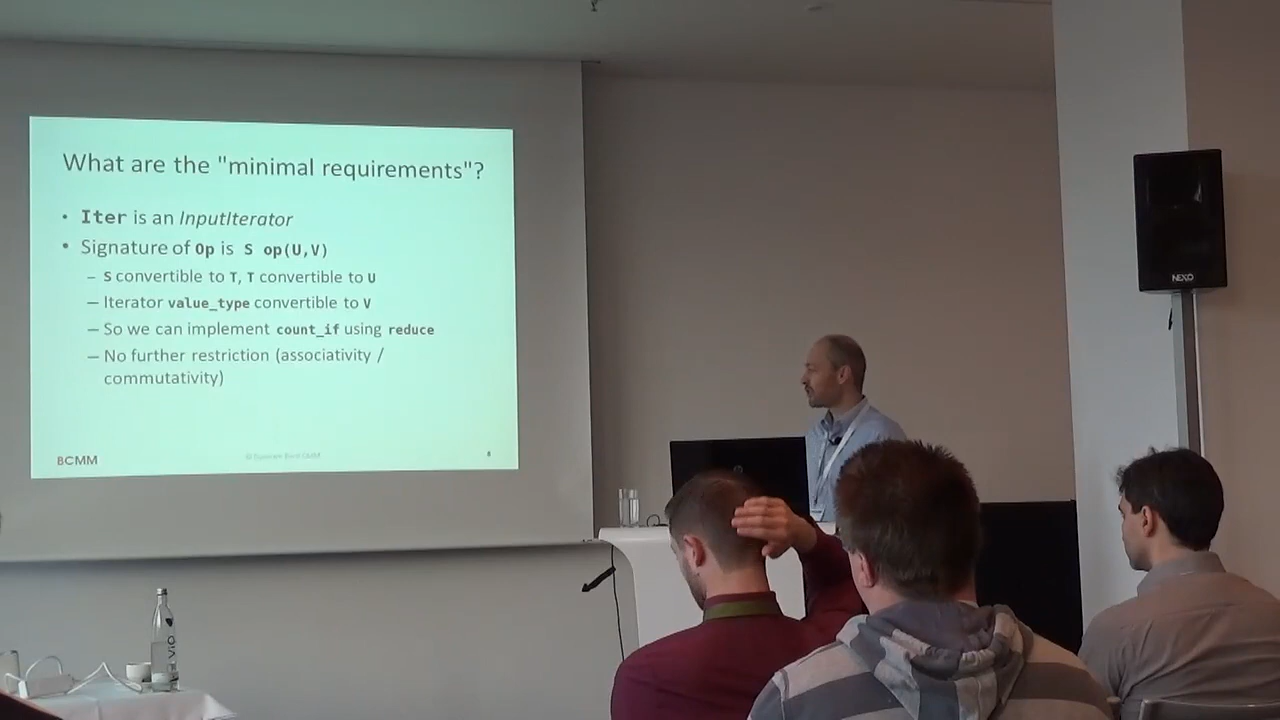 What are the "minimal requirements"?
• Iter is an InputIterator
• Signature of Op is S op(U,V)
– S convertible to T, T convertible to U
– Iterator value_type convertible to V
– So we can implement count_if using reduce
– No further restriction (associativity /
commutativity)
BCMM
8
NEXO